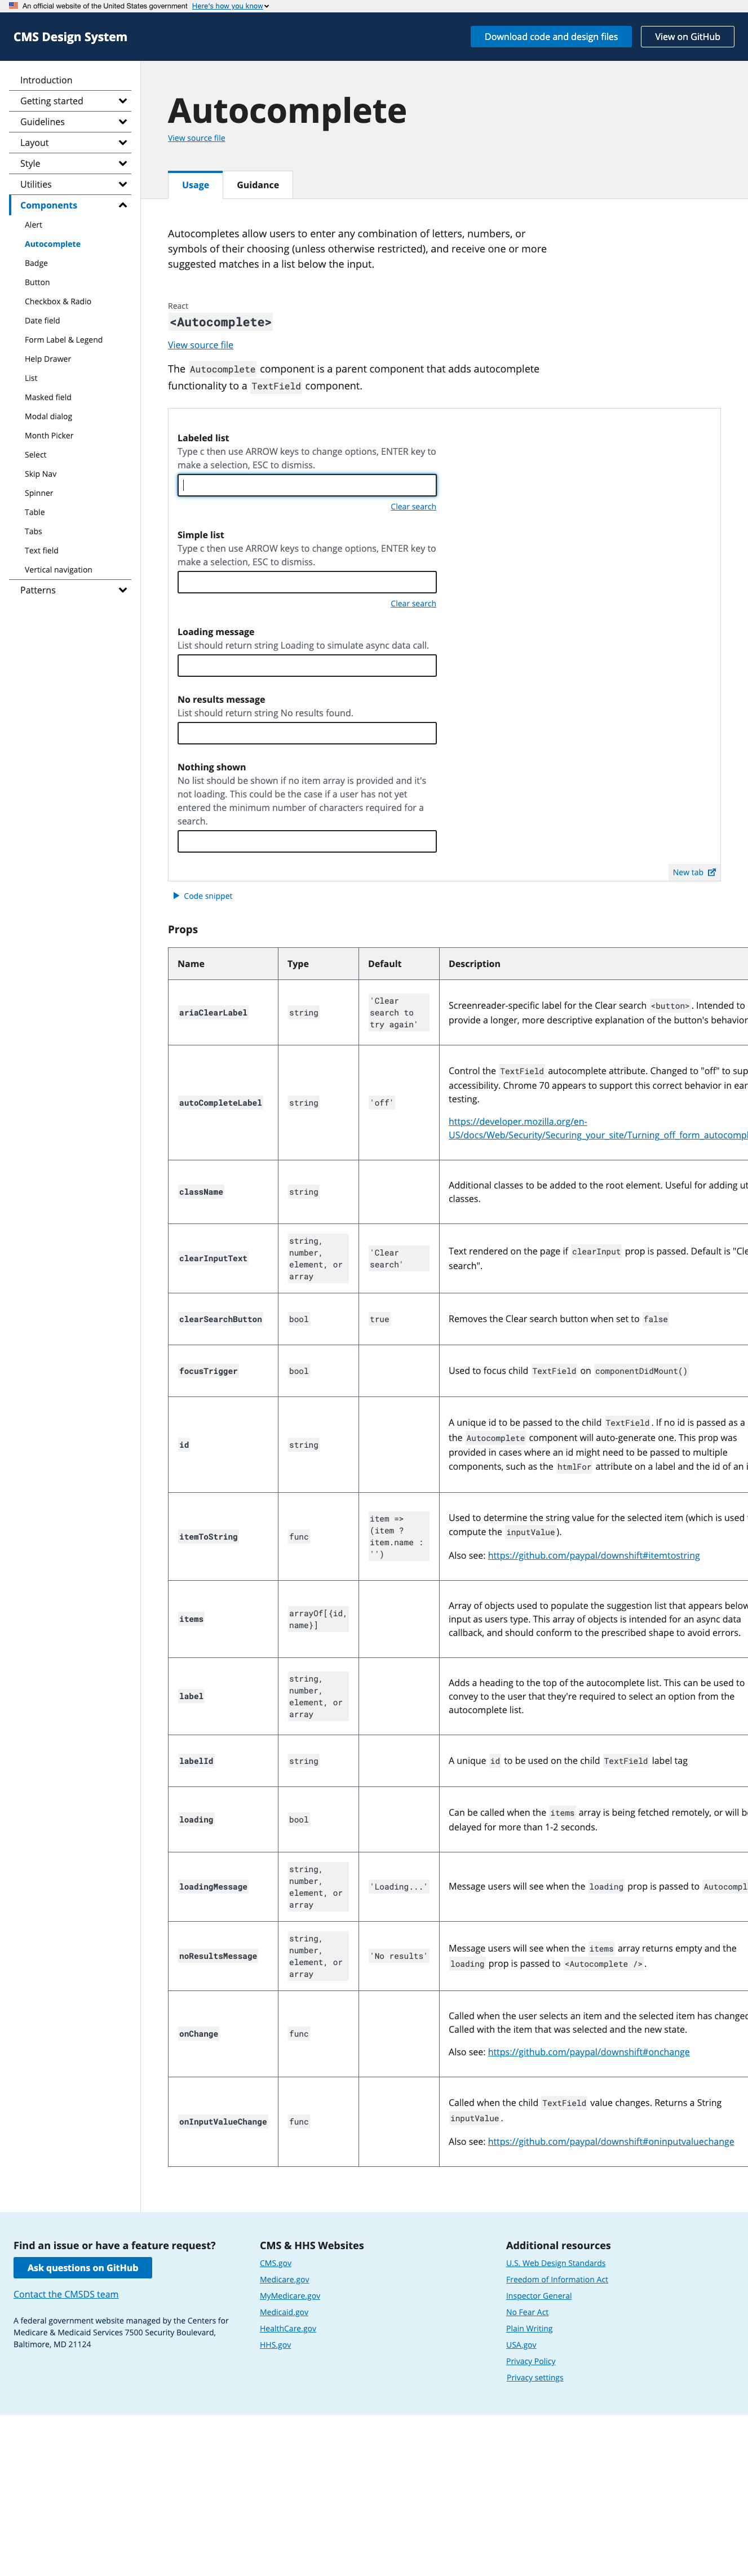 An official website of the United States government Here's how you know
CMS Design System
Download code and design files
View on GitHub
Introduction
Getting started
Guidelines
Layout
Style
Utilities
Components
Alert
Autocomplete
Badge
Button
Checkbox & Radio
Date field
Form Label & Legend
Help Drawer
List
Masked field
Modal dialog
Month Picker
Select
Skip Nav
Spinner
Table
Tabs
Text field
Vertical navigation
Patterns
Autocomplete
View source file
Usage
Guidance
Autocompletes allow users to enter any combination of letters, numbers, or
symbols of their choosing (unless otherwise restricted), and receive one or more
suggested matches in a list below the input.
React
<Autocomplete>
View source file
The Autocomplete component is a parent component that adds autocomplete
functionality to a TextField component.
Labeled list
Type c then use ARROW keys to change options, ENTER key to
make a selection, ESC to dismiss.
Clear search
Simple list
Type c then use ARROW keys to change options, ENTER key to
make a selection, ESC to dismiss.
Clear search
Loading message
List should return string Loading to simulate async data call.
No results message
List should return string No results found.
Nothing shown
No list should be shown if no item array is provided and it's
not loading. This could be the case if a user has not yet
entered the minimum number of characters required for a
search.
New tab
Code snippet
Props
Name Type Default Description
ariaClearLabel
string
'Clear
search to
try again'
Screenreader-specific label for the Clear search <button>. Intended to
provide a longer, more descriptive explanation of the button's behavior
autoCompleteLabel
string
'off'
Control the TextField autocomplete attribute. Changed to "off" to sup
accessibility. Chrome 70 appears to support this correct behavior in ear
testing.
https://developer.mozilla.org/en-
US/docs/Web/Security/Securing_your_site/Turning_off_form_autocompl
className
string
Additional classes to be added to the root element. Useful for adding ut
classes.
clearInputText
string,
number,
element, or
array
'Clear
search'
Text rendered on the page if clearInput prop is passed. Default is "Cle
search".
clearSearchButton
bool
true
Removes the Clear search button when set to false
focusTrigger
bool
Used to focus child TextField on componentDidMount()
id
string
A unique id to be passed to the child TextField. If no id is passed as a
the Autocomplete component will auto-generate one. This prop was
provided in cases where an id might need to be passed to multiple
components, such as the htmlFor attribute on a label and the id of an i
itemToString
func
item =>
(item ?
item.name :
'')
Used to determine the string value for the selected item (which is used
compute the inputValue).
Also see: https://github.com/paypal/downshift#itemtostring
items
arrayOf[{id,
name}]
Array of objects used to populate the suggestion list that appears below
input as users type. This array of objects is intended for an async data
callback, and should conform to the prescribed shape to avoid errors.
label
string,
number,
element, or
array
Adds a heading to the top of the autocomplete list. This can be used to
convey to the user that they're required to select an option from the
autocomplete list.
labelId
string
A unique id to be used on the child TextField label tag
loading
bool
Can be called when the items array is being fetched remotely, or will be
delayed for more than 1-2 seconds.
loadingMessage
string,
number,
element, or
array
'Loading...'
Message users will see when the loading prop is passed to Autocompl
noResultsMessage
string,
number,
element, or
array
'No results'
Message users will see when the items array returns empty and the
loading prop is passed to <Autocomplete />.
onChange
func
Called when the user selects an item and the selected item has changed
Called with the item that was selected and the new state.
Also see: https://github.com/paypal/downshift#onchange
onInputValueChange
func
Called when the child TextField value changes. Returns a String
inputValue.
Also see: https://github.com/paypal/downshift#oninputvaluechange
Find an issue or have a feature request?
Ask questions on GitHub
Contact the CMSDS team
A federal government website managed by the Centers for
Medicare & Medicaid Services 7500 Security Boulevard,
Baltimore, MD 21124
CMS & HHS Websites
CMS.gov
Medicare.gov
MyMedicare.gov
Medicaid.gov
HealthCare.gov
HHS.gov
Additional resources
U.S. Web Design Standards
Freedom of Information Act
Inspector General
No Fear Act
Plain Writing
USA.gov
Privacy Policy
Privacy settings